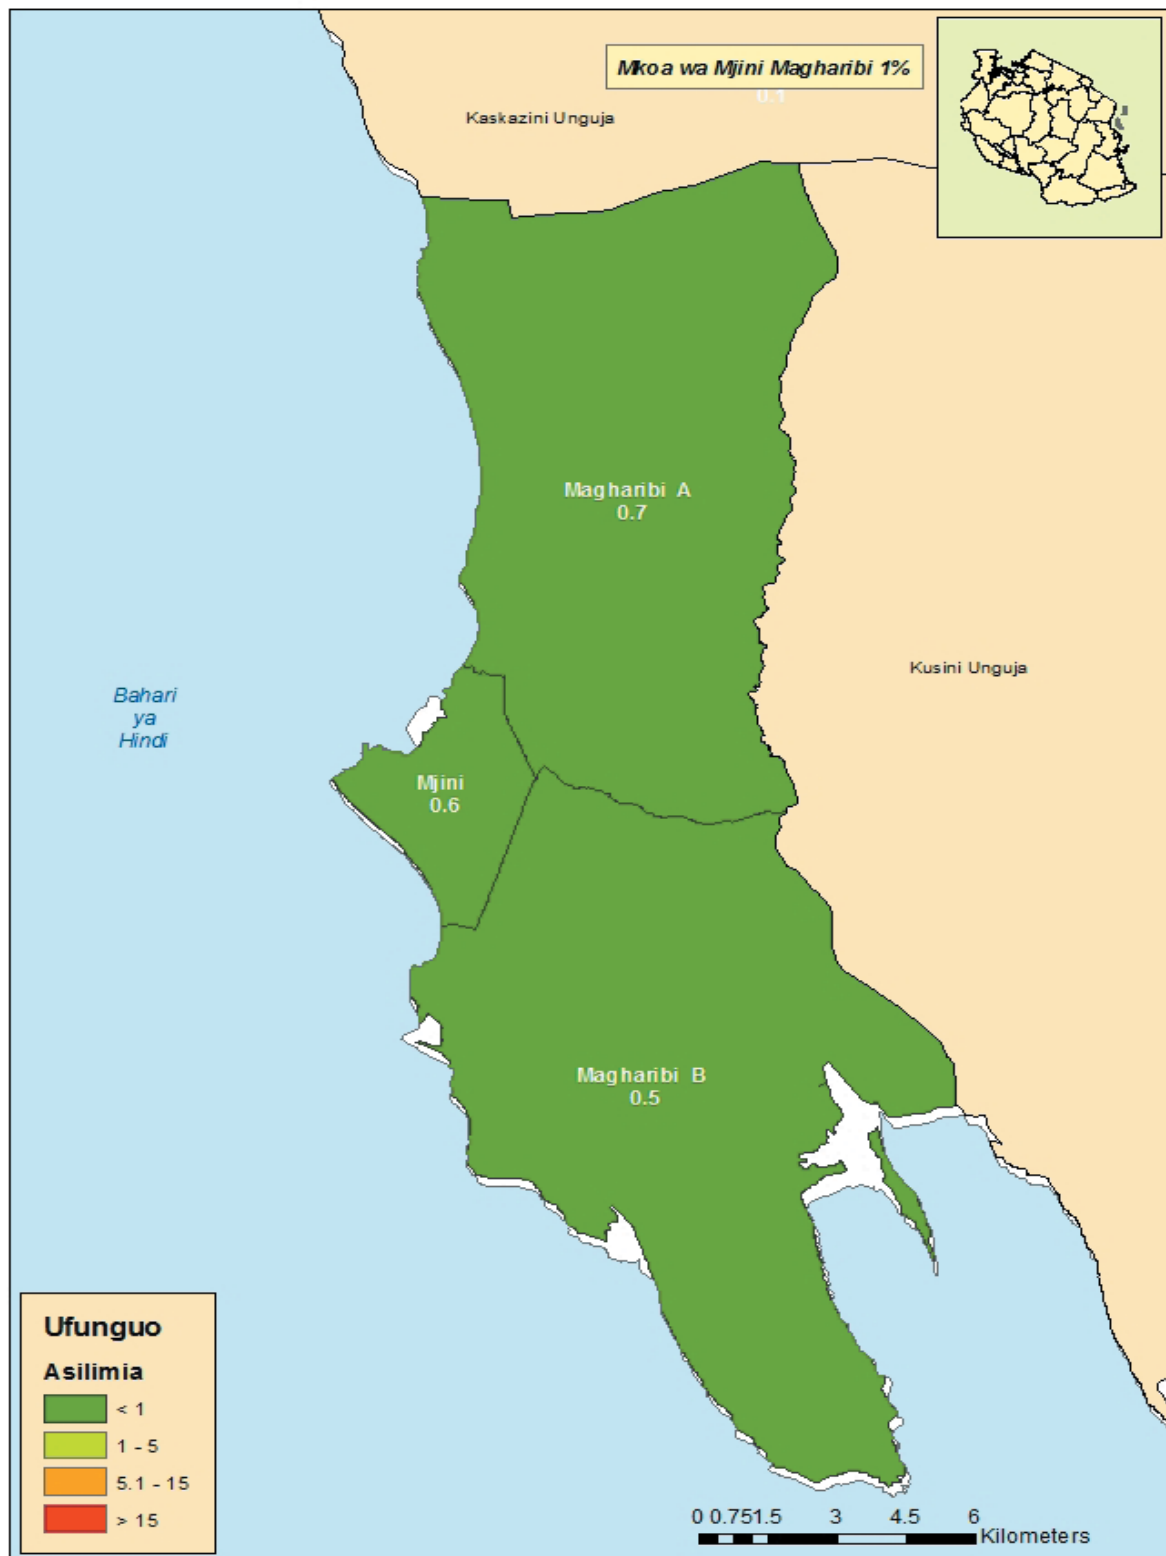 Mkoa wa Mjini Magharibi 1%
0.1
Kaskazini Unguja
Magharibi A
0.7
Kusini Unguja
Bahari
ya
Hindi
Mjini
0.6
Magharibi B
0.5
Ufunguo
Asilimia
< 1
1 - 5
5.1 - 15
> 15
0 0.75 1.5 3 4.5 6
Kilometers